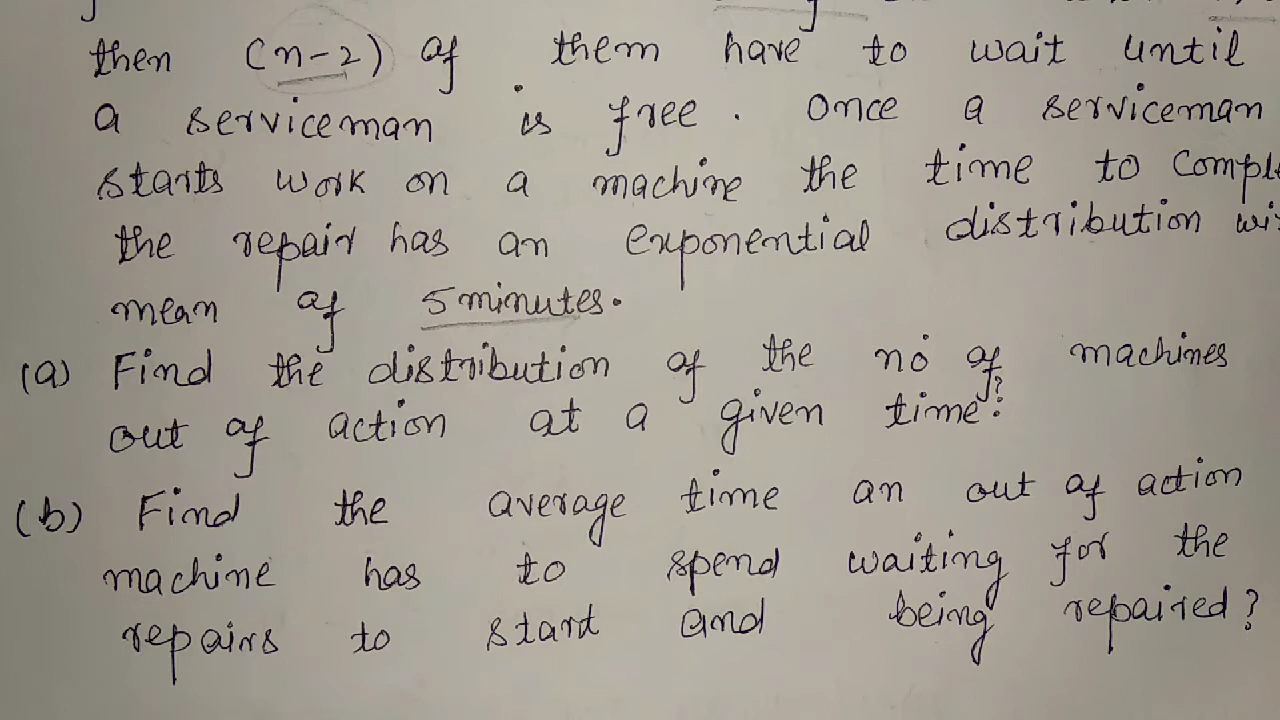 then (n-2) of them have to wait until
a serviceman is free. Once a serviceman
starts work on a machine the time to
the repair has an exponential distribution
mean of 5 minutes.
(a) Find the distribution of the no of machines
out of action at a given time?
(b) Find the average time an out of action
machine has to spend waiting for the
repairs to start and being repaired?